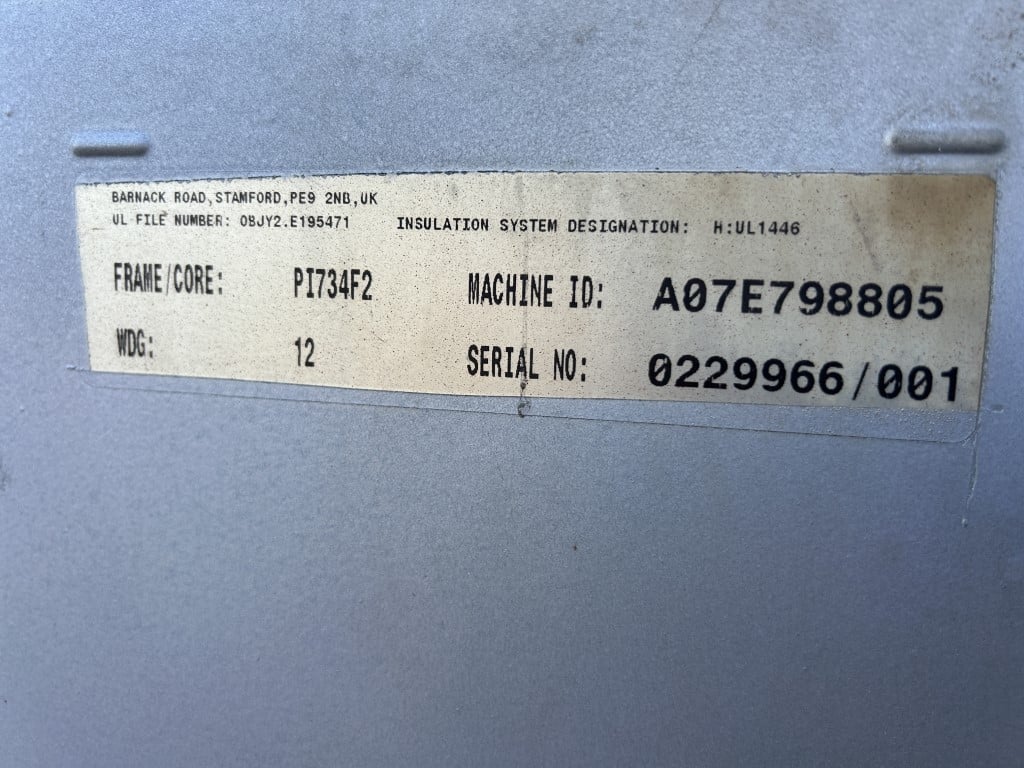 BARNACK ROAD,STAMFORD,PE9 2NB,UK
UL FILE NUMBER: OBJY2.E195471 INSULATION SYSTEM DESIGNATION: H:UL1446
FRAME/CORE: PI734F2 MACHINE ID: A07E798805
WDG: 12 SERIAL NO: 0229966/001